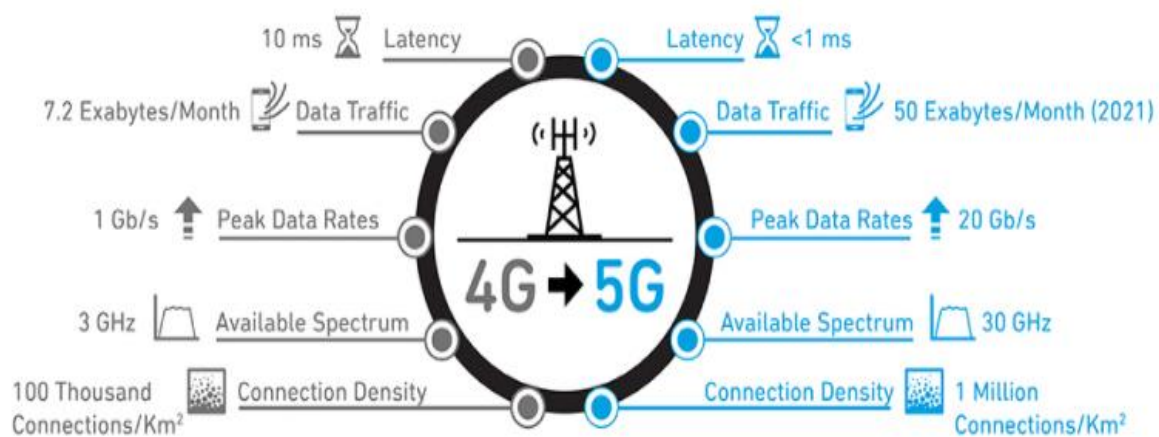 10 ms Latency
Latency <1 ms
7.2 Exabytes/Month Data Traffic
Data Traffic 50 Exabytes/Month (2021)
1 Gb/s Peak Data Rates
Peak Data Rates 20 Gb/s
4G 5G
3 GHz Available Spectrum
Available Spectrum 30 GHz
100 Thousand
Connections/Km² Connection Density
Connection Density 1 Million
Connections/Km²